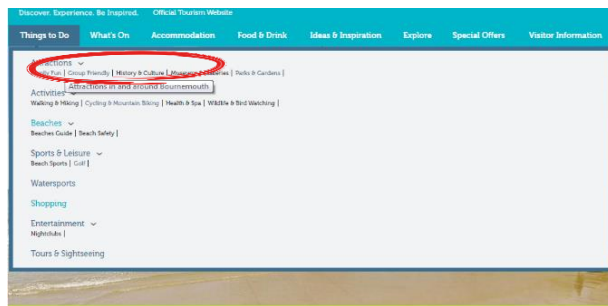 Discover. Experience. Be Inspired. Official Tourism Website
Things to Do What's On Accommodation Food & Drink Ideas & Inspiration Explore Special Offers Visitor Information
Attractions
Fun | Group Friendly | History & Culture | Museums & Galleries | Parks & Gardens |
Attractions in and around Bournemouth
Activities
Walking & Hiking | Cycling & Mountain Biking | Health & Spa | Wildlife & Bird Watching |
Beaches
Beaches Guide | Beach Safety |
Sports & Leisure
Beach Sports | Golf |
Watersports
Shopping
Entertainment
Nightclubs |
Tours & Sightseeing